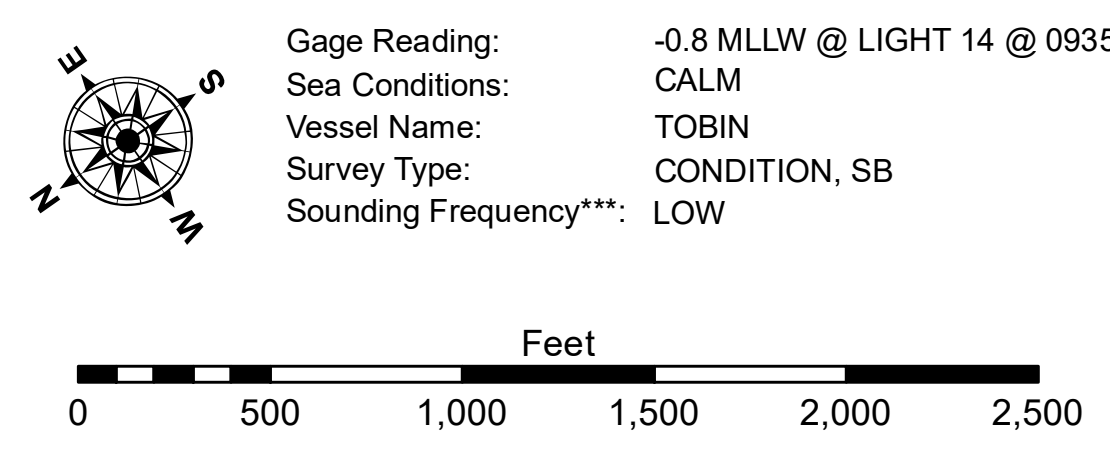 E
S
N
W
Gage Reading: -0.8 MLLW @ LIGHT 14 @ 0935
Sea Conditions: CALM
Vessel Name: TOBIN
Survey Type: CONDITION, SB
Sounding Frequency***: LOW
Feet
0 500 1,000 1,500 2,000 2,500